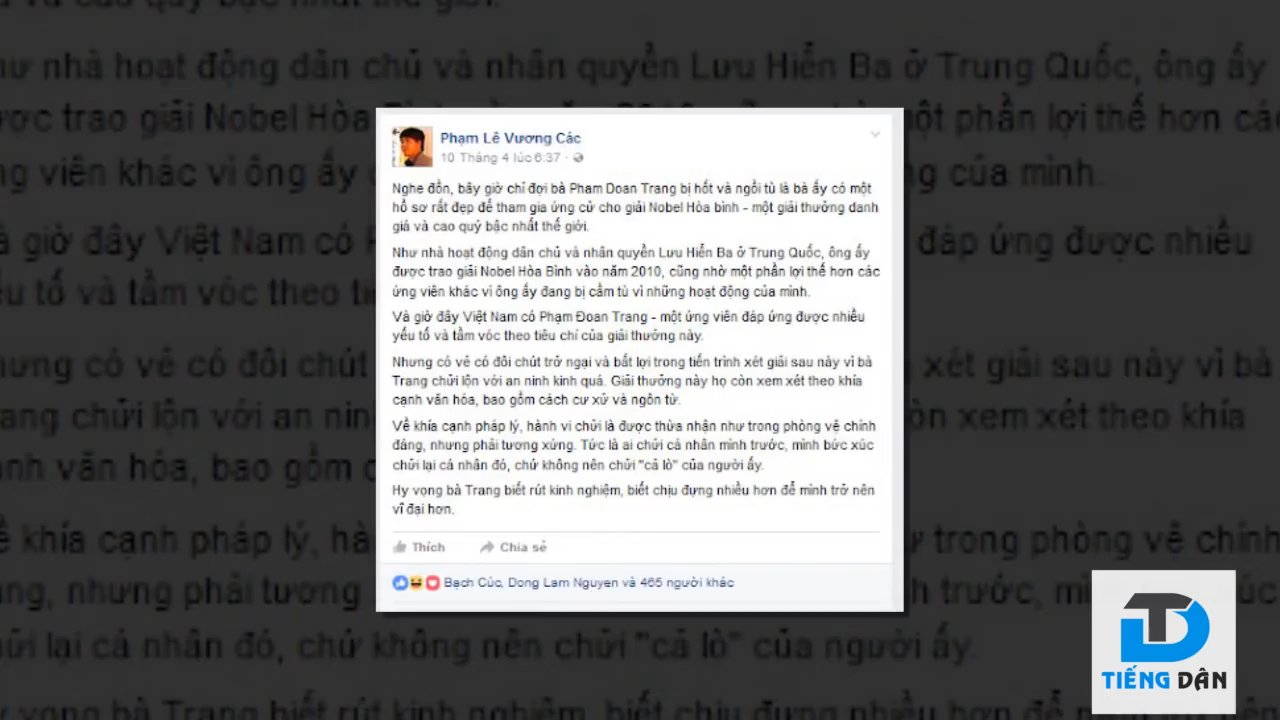 Phạm Lê Vương Các
10 Tháng 4 lúc 6:37 ·
Nghe đồn, bây giờ chỉ đợi bà Pham Doan Trang bị hốt và ngồi tù là bà ấy có một
hồ sơ rất đẹp để tham gia ứng cử cho giải Nobel Hòa bình - một giải thưởng danh
giá và cao quý bậc nhất thế giới.
Như nhà hoạt động dân chủ và nhân quyền Lưu Hiển Ba ở Trung Quốc, ông ấy
được trao giải Nobel Hòa Bình vào năm 2010, cũng nhờ một phần lợi thế hơn các
ứng viên khác vì ông ấy đang bị cầm tù vì những hoạt động của mình.
Và giờ đây Việt Nam có Phạm Đoan Trang - một ứng viên đáp ứng được nhiều
yếu tố và tầm vóc theo tiêu chí của giải thưởng này.
Nhưng có vẻ có đôi chút trở ngại và bất lợi trong tiến trình xét giải sau này vì bà
Trang chửi lộn với an ninh kinh quá. Giải thưởng này họ còn xem xét theo khía
cạnh văn hóa, bao gồm cách cư xử và ngôn từ.
Về khía cạnh pháp lý, hành vi chửi là được thừa nhận như trong phòng vệ chính
đáng, nhưng phải tương xứng. Tức là ai chửi cá nhân mình trước, mình bức xúc
chửi lại cá nhân đó, chứ không nên chửi "cả lò" của người ấy.
Hy vọng bà Trang biết rút kinh nghiệm, biết chịu đựng nhiều hơn để mình trở nên
vĩ đại hơn.
Thích Chia sẻ
Bạch Cúc, Dong Lam Nguyen và 465 người khác
TD
TIẾNG DÂN